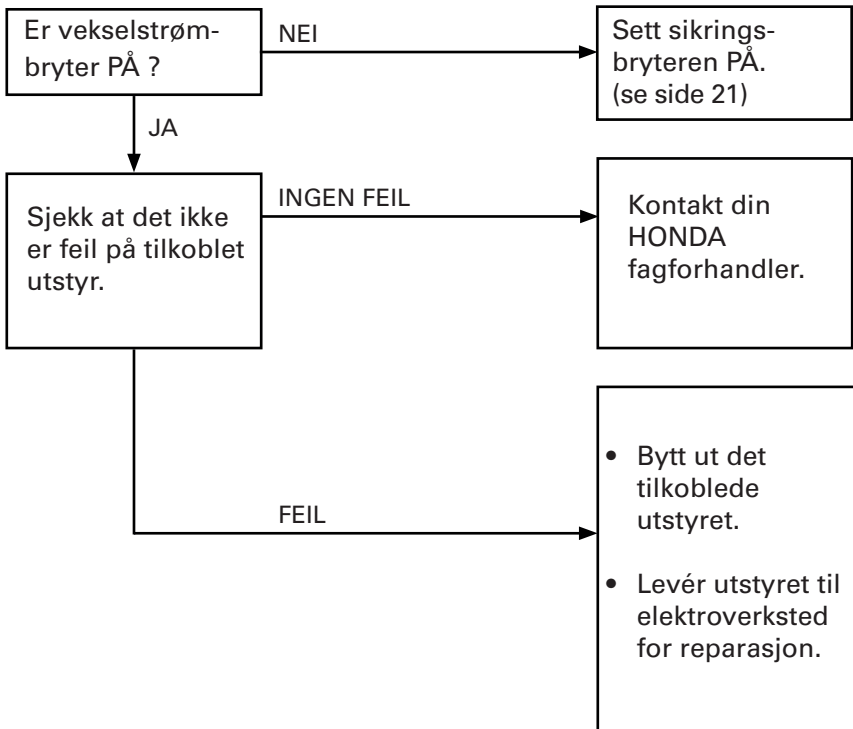 Er vekselstrøm-
bryter PÅ ?
NEI
Sett sikrings-
bryteren PÅ.
(se side 21)
JA
Sjekk at det ikke
er feil på tilkoblet
utstyr.
INGEN FEIL
Kontakt din
HONDA
fagforhandler.
FEIL
• Bytt ut det
tilkoblede
utstyret.
• Levér utstyret til
elektroverksted
for reparasjon.